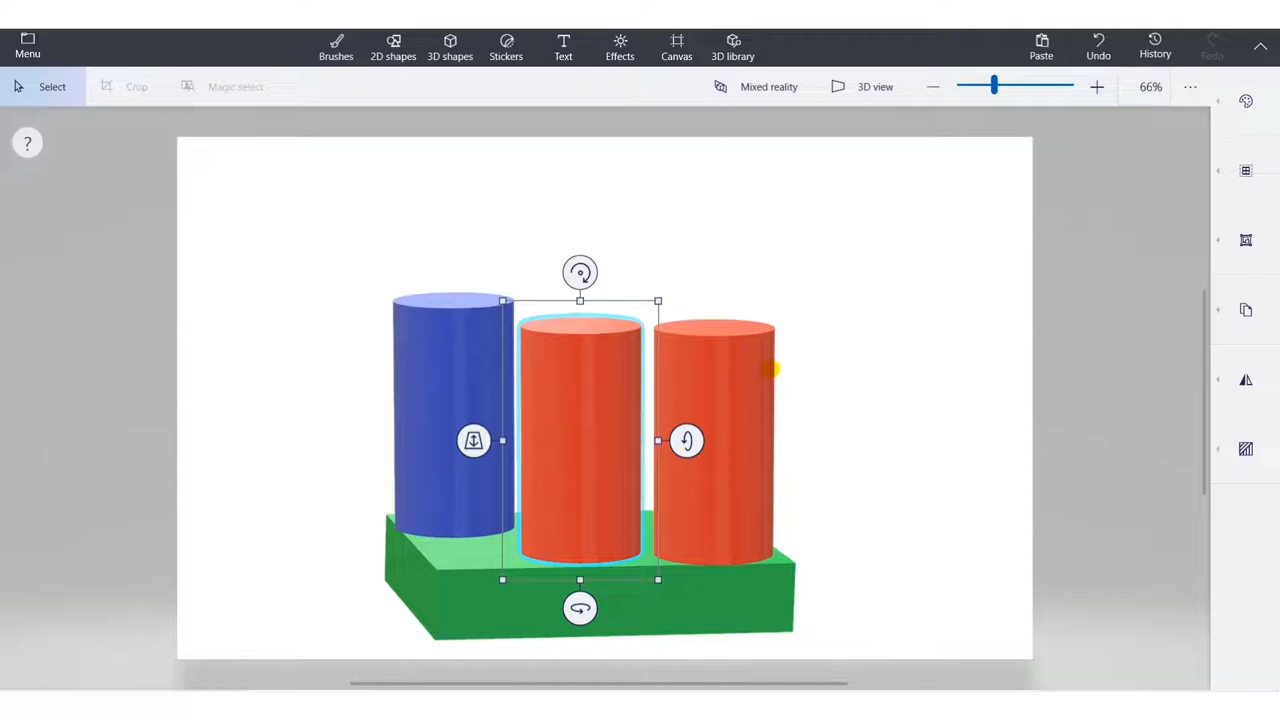 Menu
Brushes
2D shapes
3D shapes
Stickers
Text
Effects
Canvas
3D library
Paste
Undo
History
Redo
Select
Crop
Magic select
Mixed reality
3D view
66%
?